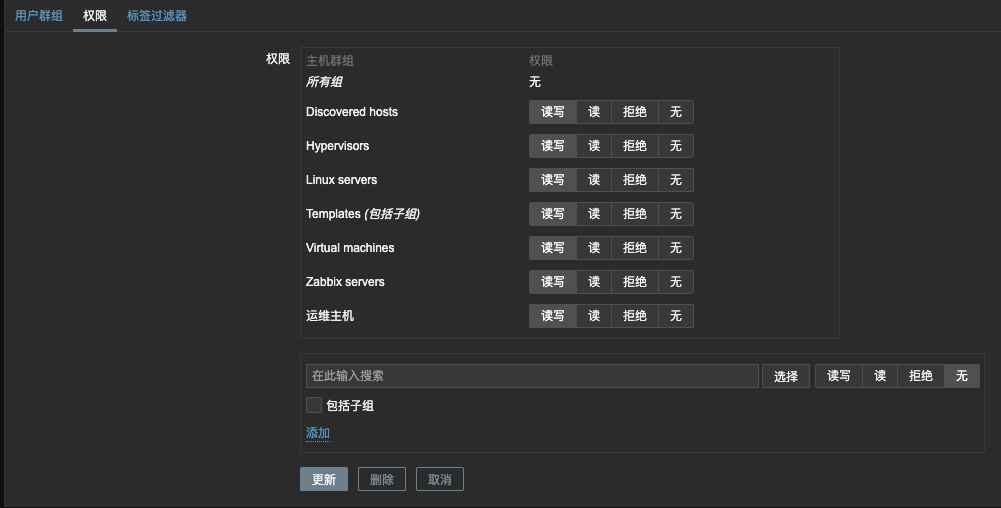 用户群组 权限 标签过滤器
权限 主机群组 权限
所有组 无
Discovered hosts 读写 读 拒绝 无
Hypervisors 读写 读 拒绝 无
Linux servers 读写 读 拒绝 无
Templates (包括子组) 读写 读 拒绝 无
Virtual machines 读写 读 拒绝 无
Zabbix servers 读写 读 拒绝 无
运维主机 读写 读 拒绝 无
在此输入搜索 选择 读写 读 拒绝 无
包括子组
添加
更新 删除 取消